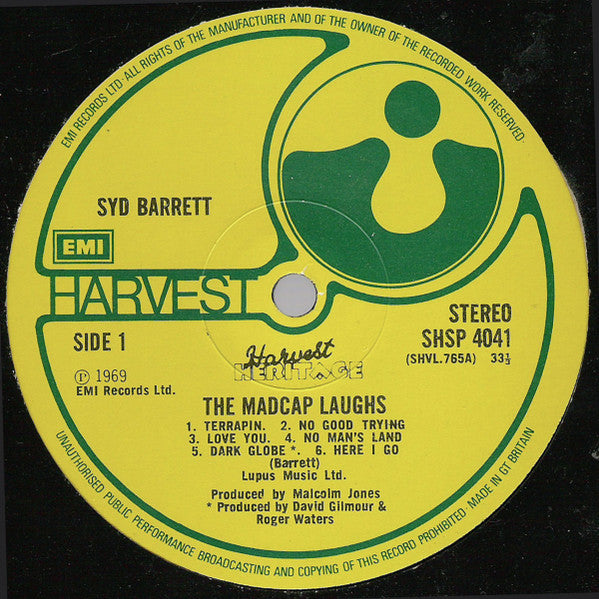 EMI RECORDS LTD·ALL RIGHTS OF THE MANUFACTURER AND OF THE OWNER OF THE RECORDED WORK RESERVED·
SYD BARRETT
EMI
HARVEST
SIDE 1
STEREO
SHSP 4041
(SHVL.765A) 33⅓
Ⓟ 1969
EMI Records Ltd.
Harvest
HERITAGE
THE MADCAP LAUGHS
1. TERRAPIN. 2. NO GOOD TRYING
3. LOVE YOU. 4. NO MAN'S LAND
5. DARK GLOBE *. 6. HERE I GO
(Barrett)
Lupus Music Ltd.
Produced by Malcolm Jones
* Produced by David Gilmour &
Roger Waters
UNAUTHORISED PUBLIC PERFORMANCE BROADCASTING AND COPYING OF THIS RECORD PROHIBITED· MADE IN GT BRITAIN